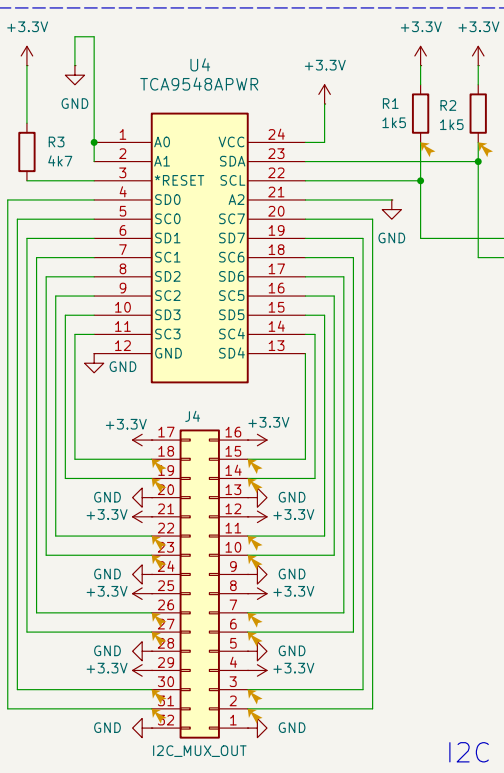 +3.3V
+3.3V
+3.3V
U4
TCA9548APWR
+3.3V
GND
R3
4k7
R1
1k5
R2
1k5
1 A0 VCC 24
2 A1 SDA 23
3 *RESET SCL 22
4 SD0 A2 21
5 SC0 SC7 20
6 SD1 SD7 19
7 SC1 SC6 18
8 SD2 SD6 17
9 SC2 SC5 16
10 SD3 SD5 15
11 SC3 SC4 14
12 GND SD4 13
GND
GND
J4
+3.3V 17 16 +3.3V
18 15
19 14
GND 20 13 GND
+3.3V 21 12 +3.3V
22 11
23 10
GND 24 9 GND
+3.3V 25 8 +3.3V
26 7
27 6
GND 28 5 GND
+3.3V 29 4 +3.3V
30 3
31 2
GND 32 1 GND
I2C_MUX_OUT
I2C